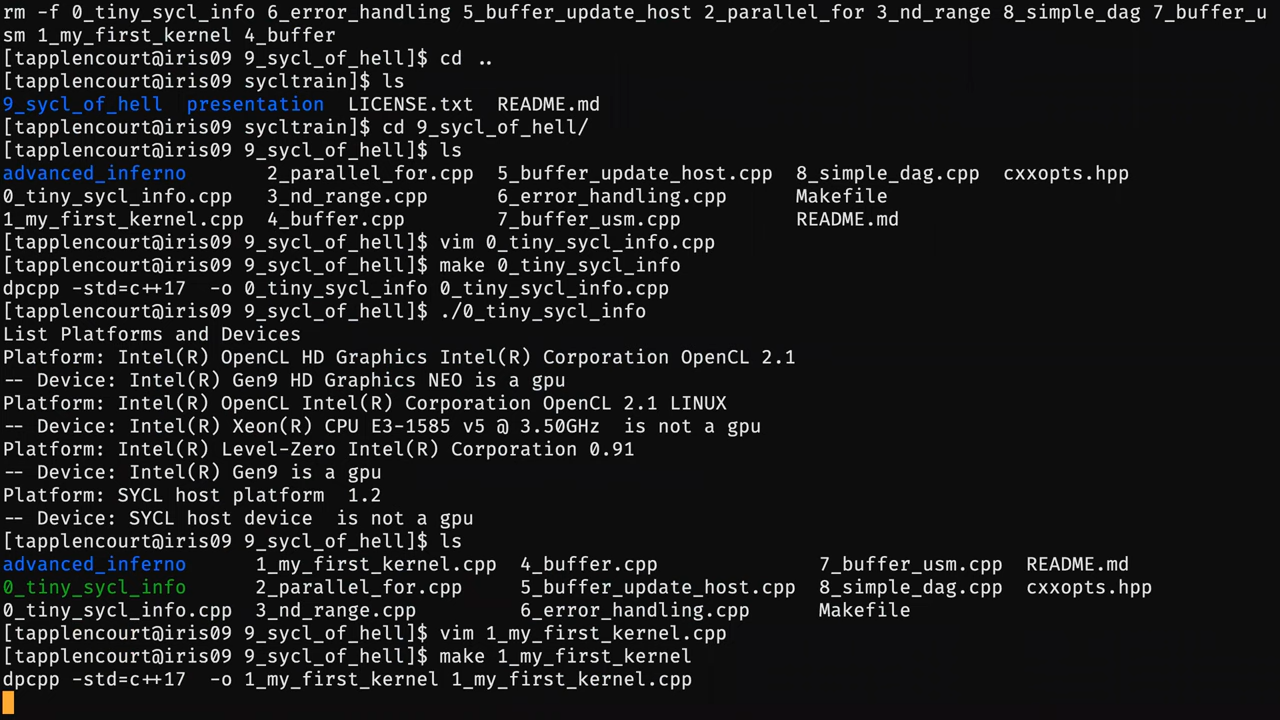 rm -f 0_tiny_sycl_info 6_error_handling 5_buffer_update_host 2_parallel_for 3_nd_range 8_simple_dag 7_buffer_u
sm 1_my_first_kernel 4_buffer
[tapplencourt@iris09 9_sycl_of_hell]$ cd ..
[tapplencourt@iris09 sycltrain]$ ls
9_sycl_of_hell  presentation  LICENSE.txt  README.md
[tapplencourt@iris09 sycltrain]$ cd 9_sycl_of_hell/
[tapplencourt@iris09 9_sycl_of_hell]$ ls
advanced_inferno       2_parallel_for.cpp  5_buffer_update_host.cpp  8_simple_dag.cpp  cxxopts.hpp
0_tiny_sycl_info.cpp   3_nd_range.cpp      6_error_handling.cpp      Makefile
1_my_first_kernel.cpp  4_buffer.cpp        7_buffer_usm.cpp          README.md
[tapplencourt@iris09 9_sycl_of_hell]$ vim 0_tiny_sycl_info.cpp
[tapplencourt@iris09 9_sycl_of_hell]$ make 0_tiny_sycl_info
dpcpp -std=c++17  -o 0_tiny_sycl_info 0_tiny_sycl_info.cpp
[tapplencourt@iris09 9_sycl_of_hell]$ ./0_tiny_sycl_info
List Platforms and Devices
Platform: Intel(R) OpenCL HD Graphics Intel(R) Corporation OpenCL 2.1
-- Device: Intel(R) Gen9 HD Graphics NEO is a gpu
Platform: Intel(R) OpenCL Intel(R) Corporation OpenCL 2.1 LINUX
-- Device: Intel(R) Xeon(R) CPU E3-1585 v5 @ 3.50GHz  is not a gpu
Platform: Intel(R) Level-Zero Intel(R) Corporation 0.91
-- Device: Intel(R) Gen9 is a gpu
Platform: SYCL host platform  1.2
-- Device: SYCL host device  is not a gpu
[tapplencourt@iris09 9_sycl_of_hell]$ ls
advanced_inferno      1_my_first_kernel.cpp  4_buffer.cpp              7_buffer_usm.cpp  README.md
0_tiny_sycl_info      2_parallel_for.cpp     5_buffer_update_host.cpp  8_simple_dag.cpp  cxxopts.hpp
0_tiny_sycl_info.cpp  3_nd_range.cpp         6_error_handling.cpp      Makefile
[tapplencourt@iris09 9_sycl_of_hell]$ vim 1_my_first_kernel.cpp
[tapplencourt@iris09 9_sycl_of_hell]$ make 1_my_first_kernel
dpcpp -std=c++17  -o 1_my_first_kernel 1_my_first_kernel.cpp